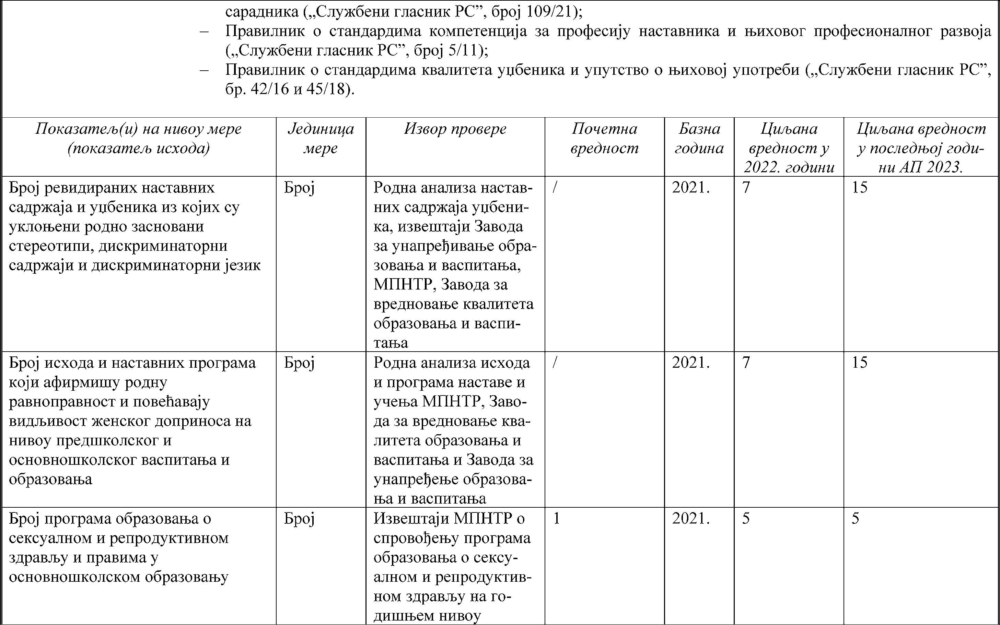 сарадника („Службени гласник РС”, број 109/21);
– Правилник о стандардима компетенција за професију наставника и њиховог професионалног развоја
(„Службени гласник РС”, број 5/11);
– Правилник о стандардима квалитета уџбеника и упутство о њиховој употреби („Службени гласник РС”,
бр. 42/16 и 45/18).
Показатељ(и) на нивоу мере
(показатељ исхода)
Јединица
мере
Извор провере
Почетна
вредност
Базна
година
Циљана
вредност у
2022. години
Циљана вредност
у последњој годи-
ни АП 2023.
Број ревидираних наставних
садржаја и уџбеника из којих су
уклоњени родно засновани
стереотипи, дискриминаторни
садржаји и дискриминаторни језик
Број
Родна анализа настав-
них садржаја уџбени-
ка, извештаји Завода
за унапређивање обра-
зовања и васпитања,
МПНТР, Завода за
вредновање квалитета
образовања и васпи-
тања
/
2021.
7
15
Број исхода и наставних програма
који афирмишу родну
равноправност и повећавају
видљивост женског доприноса на
нивоу предшколског и
основношколског васпитања и
образовања
Број
Родна анализа исхода
и програма наставе и
учења МПНТР, Заво-
да за вредновање ква-
литета образовања и
васпитања и Завода за
унапређење образова-
ња и васпитања
/
2021.
7
15
Број програма образовања о
сексуалном и репродуктивном
здрављу и правима у
основношколском образовању
Број
Извештаји МПНТР о
спровођењу програма
образовања о сексу-
алном и репродуктив-
ном здрављу на го-
дишњем нивоу
1
2021.
5
5